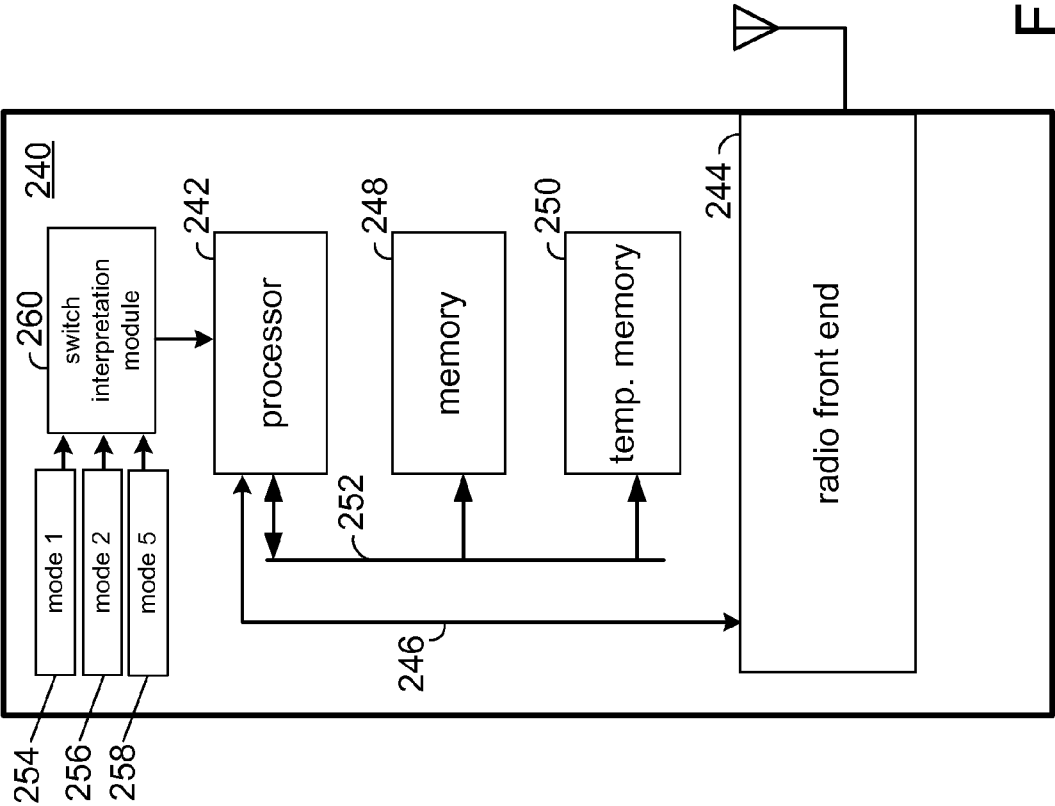 254
256
258
mode 1
mode 2
mode 5
260
switch
interpretation
module
240
242
processor
248
memory
250
temp. memory
252
246
244
radio front end
F